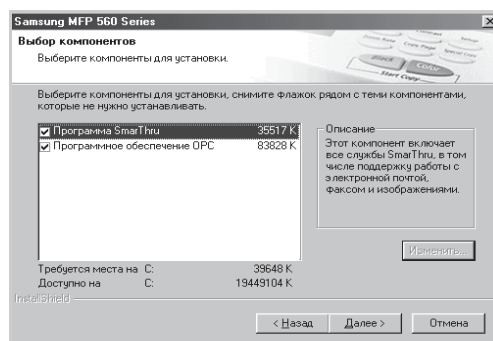 Samsung MFP 560 Series
Выбор компонентов
Выберите компоненты для установки.
Start Copy
Выберите компоненты для установки, снимите флажок рядом с теми компонентами,
которые не нужно устанавливать.
Программа SmarThru 35517 K
Программное обеспечение OPC 83828 K
Описание
Этот компонент включает
все службы SmarThru, в том
числе поддержку работы с
электронной почтой,
факсом и изображениями.
Изменить...
Требуется места на C: 39648 K
Доступно на C: 19449104 K
InstallShield
< Назад
Далее >
Отмена